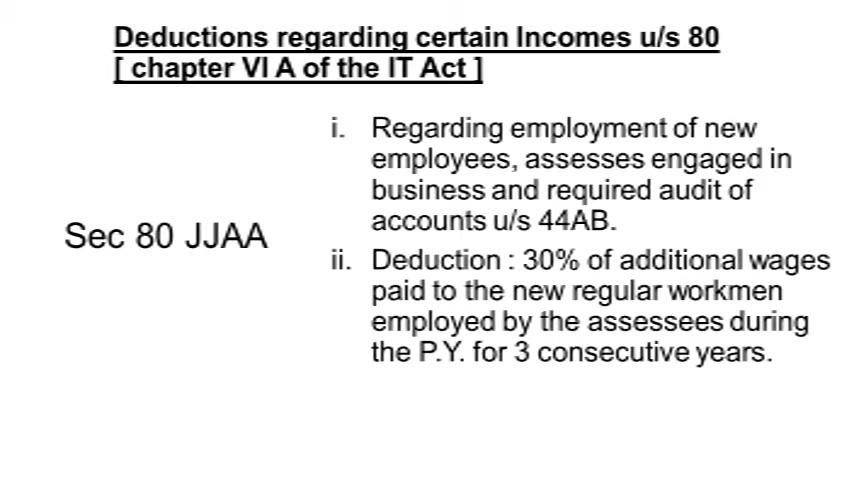 Deductions regarding certain Incomes u/s 80
[ chapter VI A of the IT Act ]
Sec 80 JJAA
i. Regarding employment of new
employees, assesses engaged in
business and required audit of
accounts u/s 44AB.
ii. Deduction : 30% of additional wages
paid to the new regular workmen
employed by the assessees during
the P.Y. for 3 consecutive years.